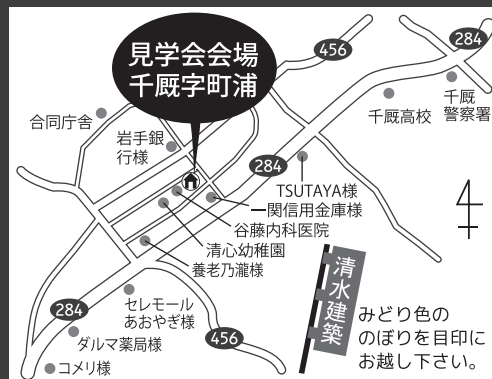 見学会会場
千厩字町浦
456
284
合同庁舎
岩手銀
行様
千厩高校
千厩
警察署
284
TSUTAYA様
一関信用金庫様
谷藤内科医院
清心幼稚園
養老乃瀧様
284
セレモール
あおやぎ様
456
ダルマ薬局様
コメリ様
清水建築
みどり色の
のぼりを目印に
お越し下さい。